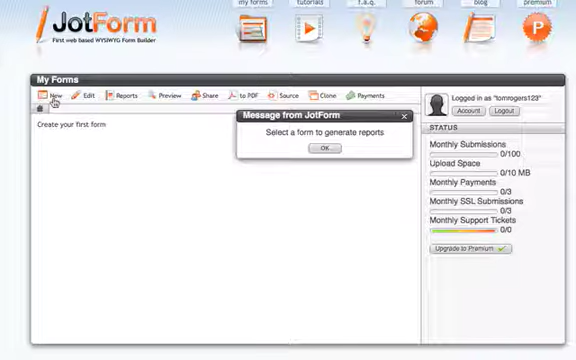 my forms tutorials f.a.q. forum blog premium
JotForm
First web based WYSIWYG Form Builder
P
My Forms
New Edit Reports Preview Share to PDF Source Clone Payments
Logged in as "tomrogers123"
Account Logout
Create your first form
Message from JotForm
Select a form to generate reports
OK
STATUS
Monthly Submissions
0/100
Upload Space
0/10 MB
Monthly Payments
0/3
Monthly SSL Submissions
0/3
Monthly Support Tickets
0/0
Upgrade to Premium